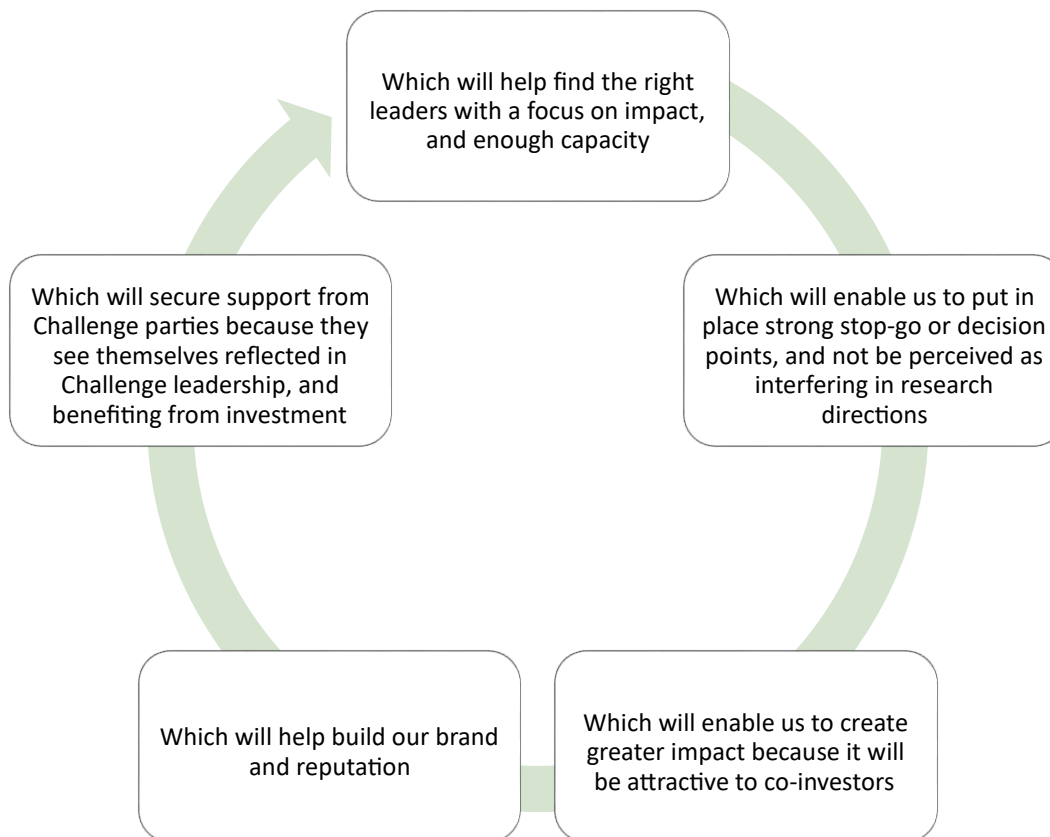 Which will help find the right
leaders with a focus on impact,
and enough capacity
Which will enable us to put in
place strong stop-go or decision
points, and not be perceived as
interfering in research
directions
Which will enable us to create
greater impact because it will
be attractive to co-investors
Which will help build our brand
and reputation
Which will secure support from
Challenge parties because they
see themselves reflected in
Challenge leadership, and
benefiting from investment